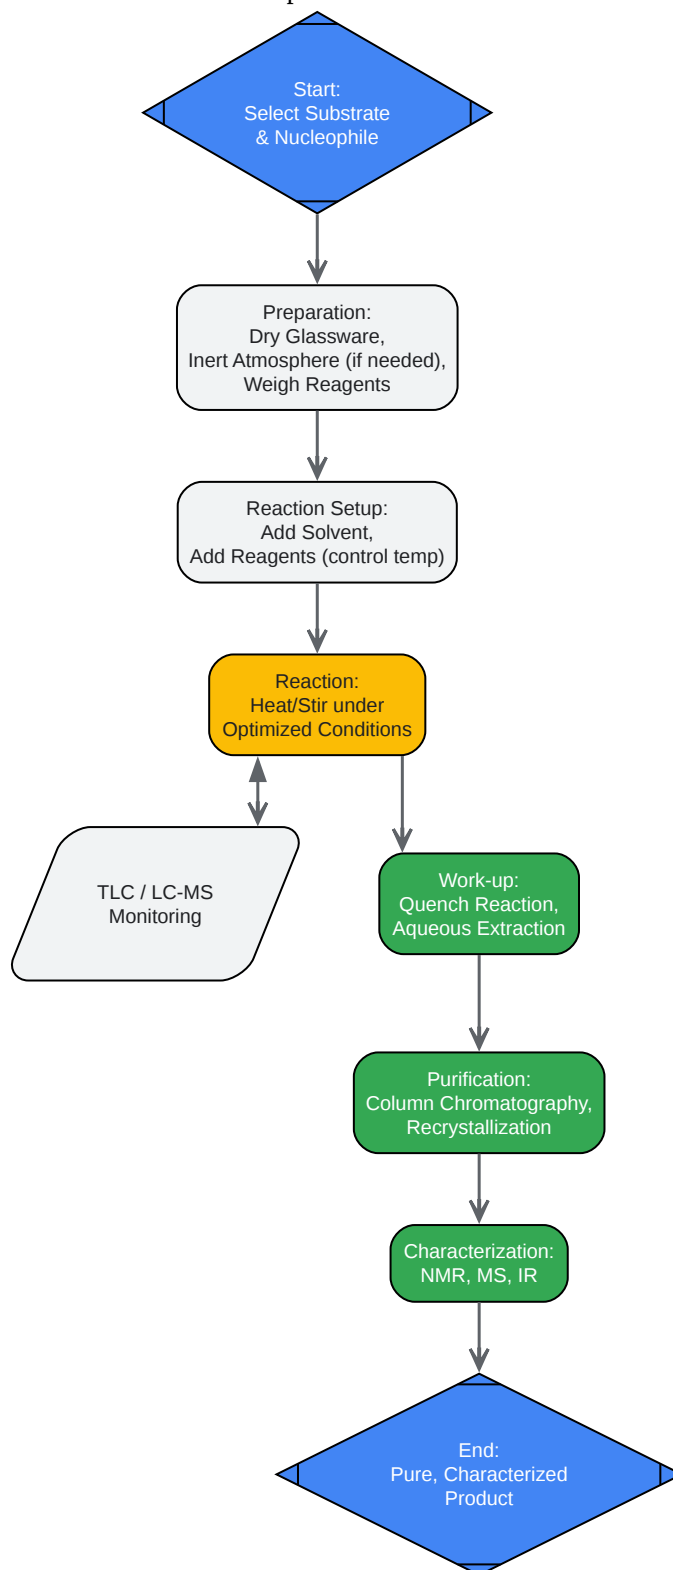 Start:
Select Substrate
& Nucleophile
Preparation:
Dry Glassware,
Inert Atmosphere (if needed),
Weigh Reagents
Reaction Setup:
Add Solvent,
Add Reagents (control temp)
Reaction:
Heat/Stir under
Optimized Conditions
TLC / LC-MS
Monitoring
Work-up:
Quench Reaction,
Aqueous Extraction
Purification:
Column Chromatography,
Recrystallization
Characterization:
NMR, MS, IR
End:
Pure, Characterized
Product